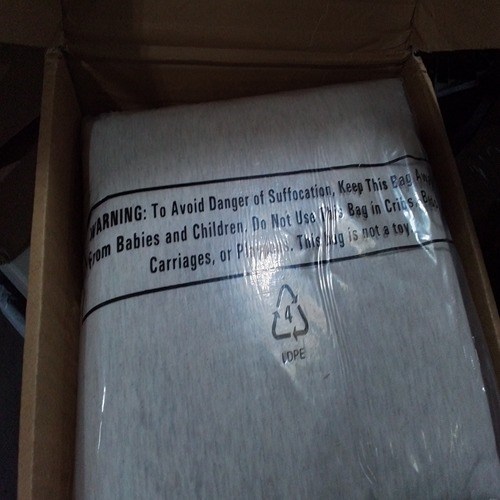 WARNING: To Avoid Danger of Suffocation, Keep This Bag Away
From Babies and Children. Do Not Use This Bag in Cribs,
Carriages, or Playpens. This bag is not a toy.
4
LDPE